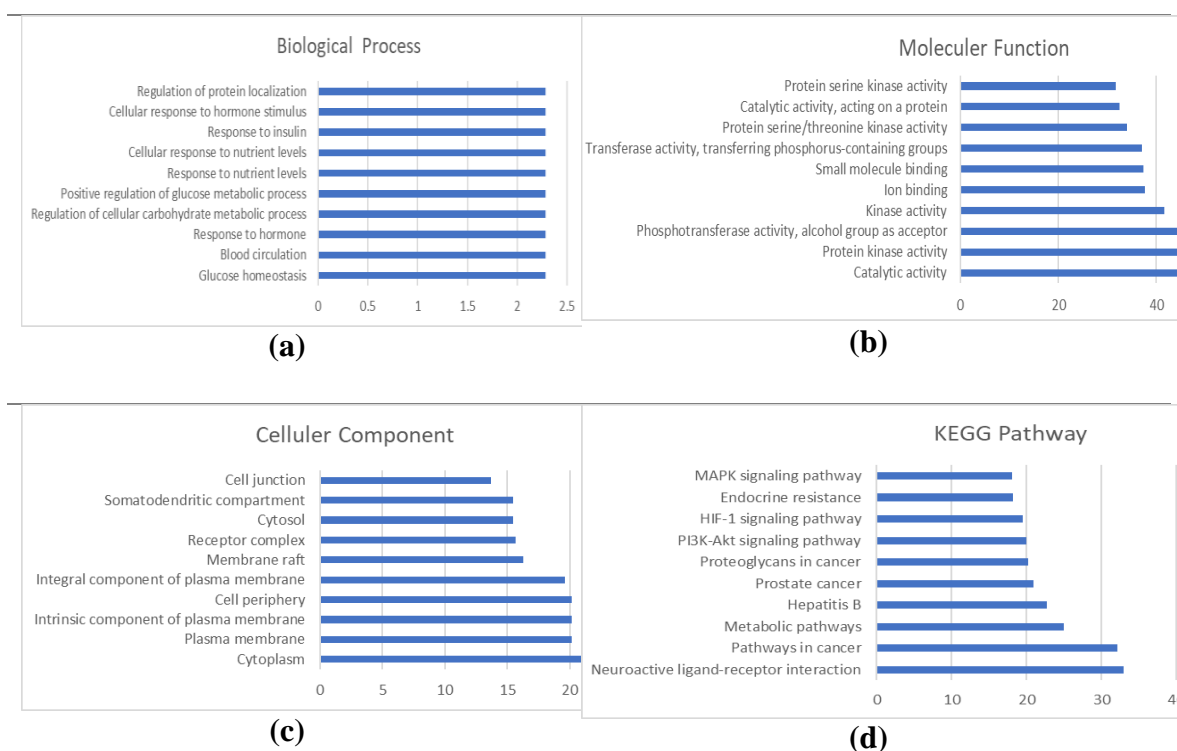 Biological Process
Regulation of protein localization
Cellular response to hormone stimulus
Response to insulin
Cellular response to nutrient levels
Response to nutrient levels
Positive regulation of glucose metabolic process
Regulation of cellular carbohydrate metabolic process
Response to hormone
Blood circulation
Glucose homeostasis
0 0.5 1 1.5 2 2.5
(a)
Moleculer Function
Protein serine kinase activity
Catalytic activity, acting on a protein
Protein serine/threonine kinase activity
Transferase activity, transferring phosphorus-containing groups
Small molecule binding
Ion binding
Kinase activity
Phosphotransferase activity, alcohol group as acceptor
Protein kinase activity
Catalytic activity
0 20 40
(b)
Celluler Component
Cell junction
Somatodendritic compartment
Cytosol
Receptor complex
Membrane raft
Integral component of plasma membrane
Cell periphery
Intrinsic component of plasma membrane
Plasma membrane
Cytoplasm
0 5 10 15 20
(c)
KEGG Pathway
MAPK signaling pathway
Endocrine resistance
HIF-1 signaling pathway
PI3K-Akt signaling pathway
Proteoglycans in cancer
Prostate cancer
Hepatitis B
Metabolic pathways
Pathways in cancer
Neuroactive ligand-receptor interaction
0 10 20 30 40
(d)